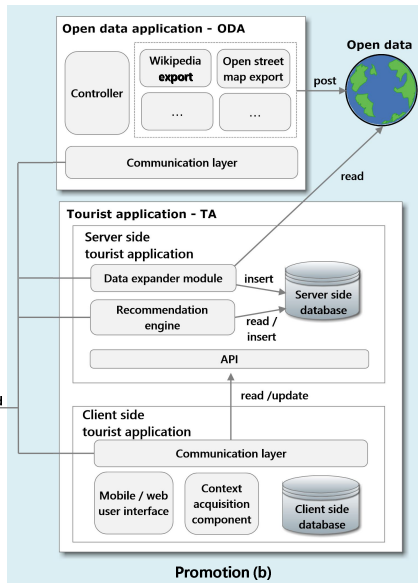 Open data application - ODA
Controller
Wikipedia
export
Open street
map export
...
...
Communication layer
post
Open data
read
Tourist application - TA
Server side
tourist application
Data expander module
insert
Server side
database
Recommendation
engine
read /
insert
API
read /update
Client side
tourist application
Communication layer
Mobile / web
user interface
Context
acquisition
component
Client side
database
Promotion (b)